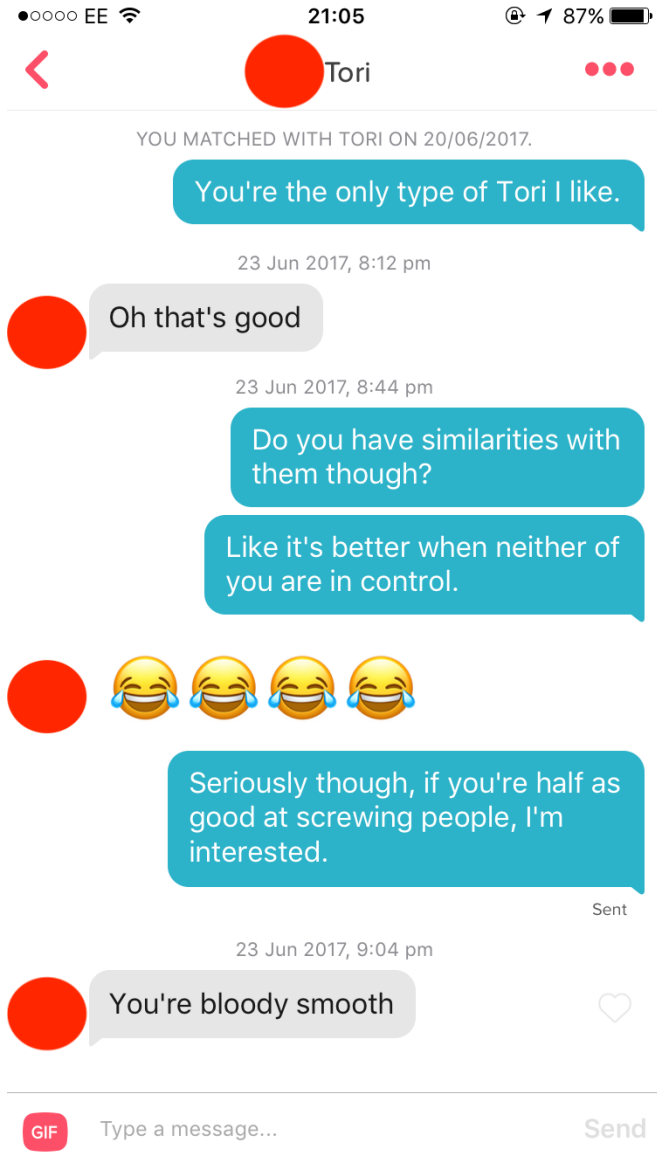 EE 21:05 87%
Tori
YOU MATCHED WITH TORI ON 20/06/2017.
You're the only type of Tori I like.
23 Jun 2017, 8:12 pm
Oh that's good
23 Jun 2017, 8:44 pm
Do you have similarities with
them though?
Like it's better when neither of
you are in control.
😂😂😂😂
Seriously though, if you're half as
good at screwing people, I'm
interested.
Sent
23 Jun 2017, 9:04 pm
You're bloody smooth
GIF Type a message... Send